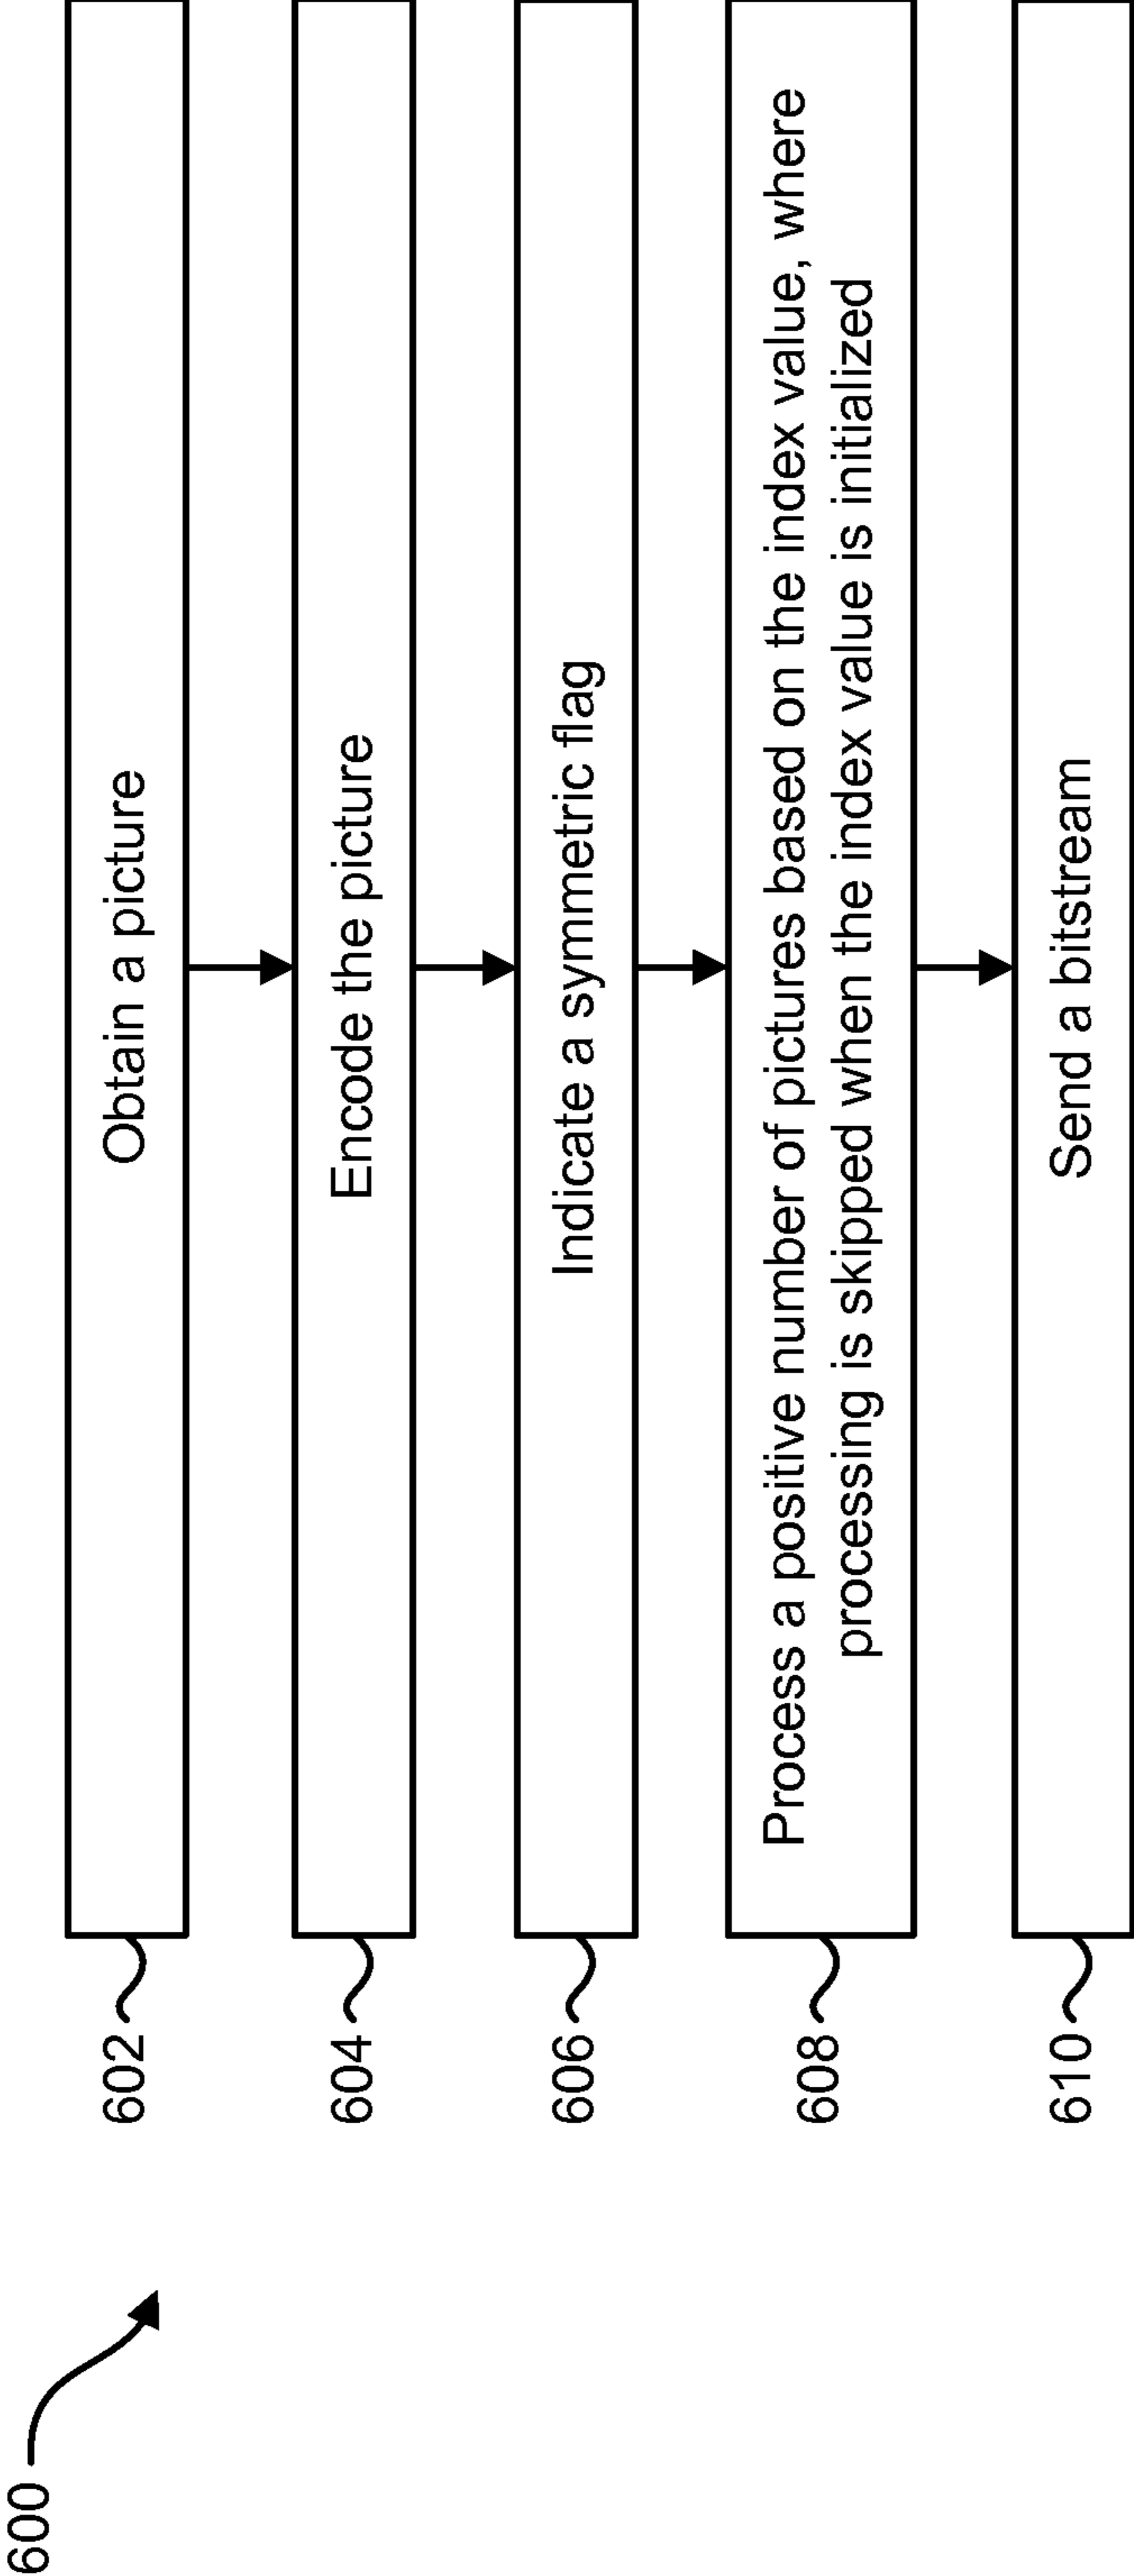 600
602
Obtain a picture
604
Encode the picture
606
Indicate a symmetric flag
608
Process a positive number of pictures based on the index value, where
processing is skipped when the index value is initialized
610
Send a bitstream